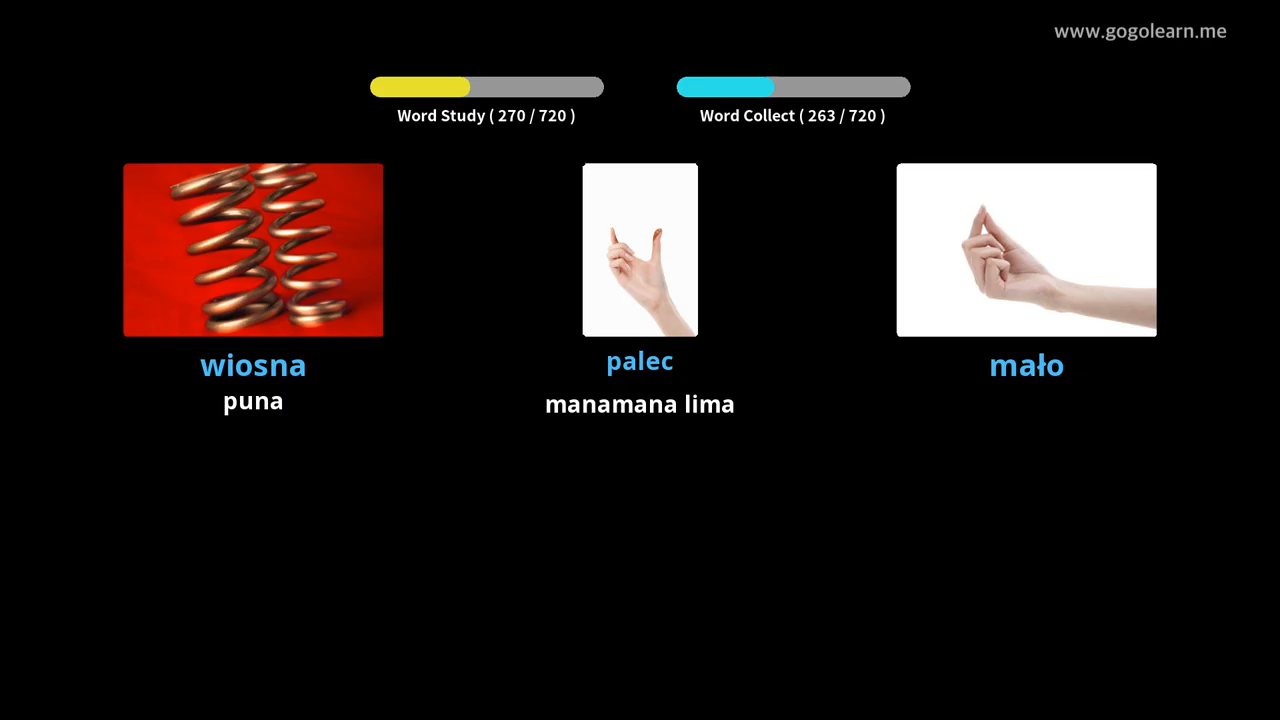 www.gogolearn.me
Word Study ( 270 / 720 )
Word Collect ( 263 / 720 )
wiosna
puna
palec
manamana lima
mało